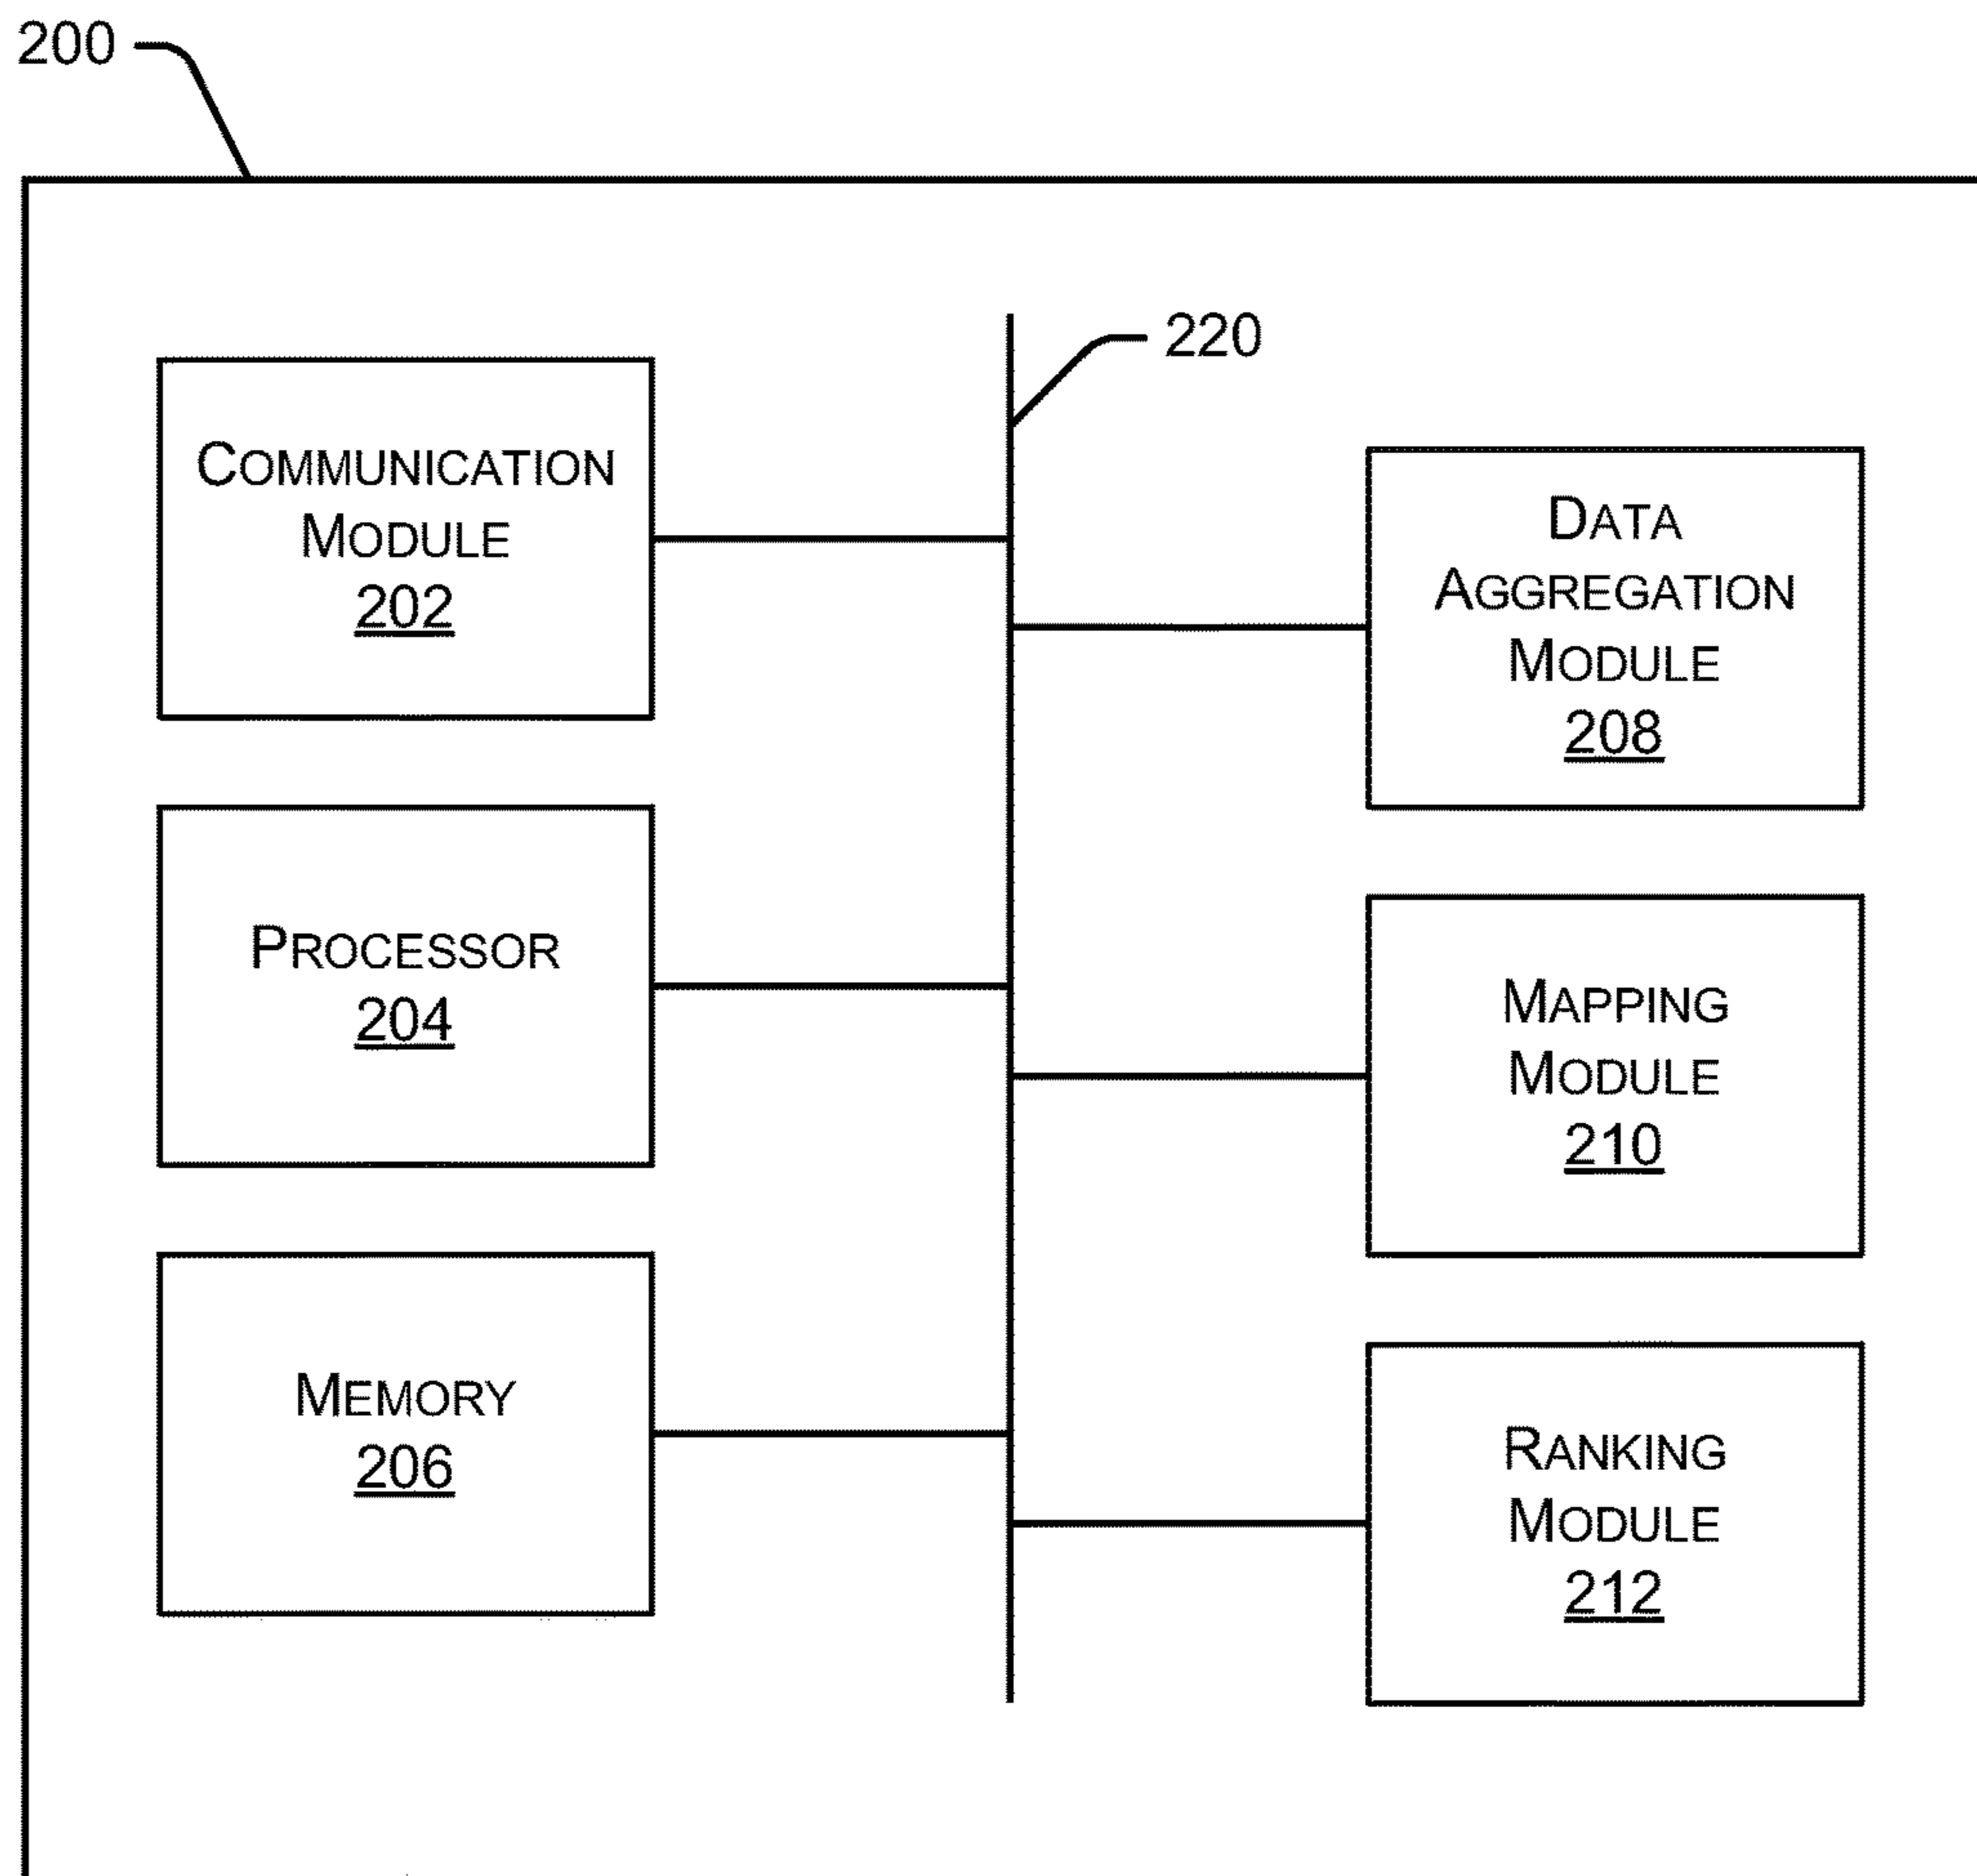 200
220
COMMUNICATION
MODULE
202
PROCESSOR
204
MEMORY
206
DATA
AGGREGATION
MODULE
208
MAPPING
MODULE
210
RANKING
MODULE
212